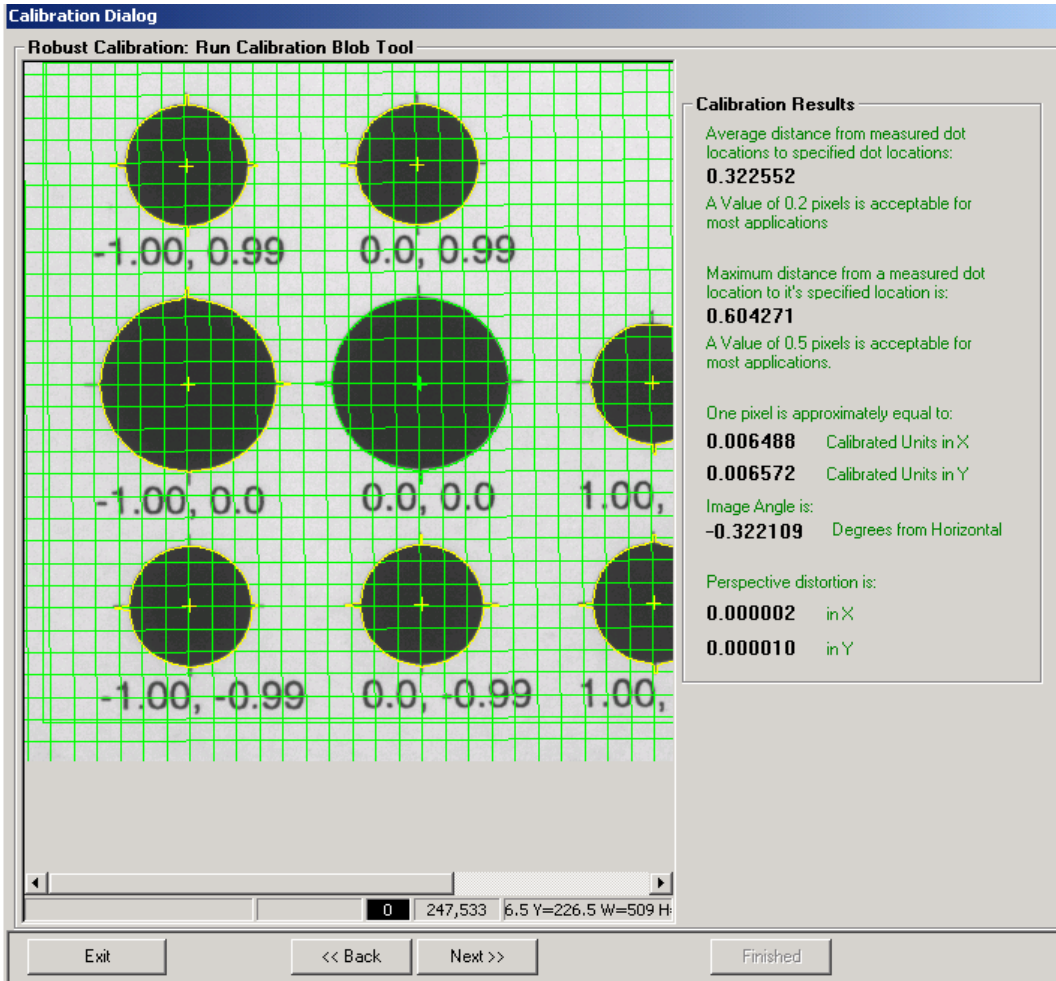 Calibration Dialog
Robust Calibration: Run Calibration Blob Tool
-1.00, 0.99
0.0, 0.99
-1.00, 0.0
0.0, 0.0
1.00,
-1.00, -0.99
0.0, -0.99
1.00,
0
247,533
6.5 Y=226.5 W=509 H
Calibration Results
Average distance from measured dot
locations to specified dot locations:
0.322552
A Value of 0.2 pixels is acceptable for
most applications
Maximum distance from a measured dot
location to it's specified location is:
0.604271
A Value of 0.5 pixels is acceptable for
most applications.
One pixel is approximately equal to:
0.006488 Calibrated Units in X
0.006572 Calibrated Units in Y
Image Angle is:
-0.322109 Degrees from Horizontal
Perspective distortion is:
0.000002 in X
0.000010 in Y
Exit
<< Back
Next >>
Finished